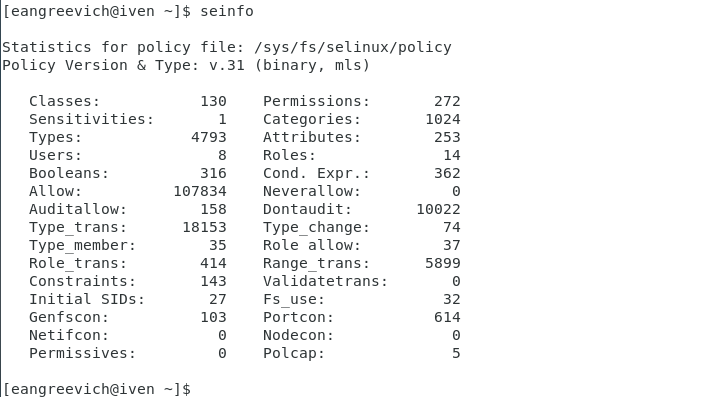 [eangreevich@iven ~]$ seinfo
Statistics for policy file: /sys/fs/selinux/policy
Policy Version & Type: v.31 (binary, mls)
Classes: 130 Permissions: 272
Sensitivities: 1 Categories: 1024
Types: 4793 Attributes: 253
Users: 8 Roles: 14
Booleans: 316 Cond. Expr.: 362
Allow: 107834 Neverallow: 0
Auditallow: 158 Dontaudit: 10022
Type_trans: 18153 Type_change: 74
Type_member: 35 Role allow: 37
Role_trans: 414 Range_trans: 5899
Constraints: 143 Validatetrans: 0
Initial SIDs: 27 Fs_use: 32
Genfscon: 103 Portcon: 614
Netifcon: 0 Nodecon: 0
Permissives: 0 Polcap: 5
[eangreevich@iven ~]$